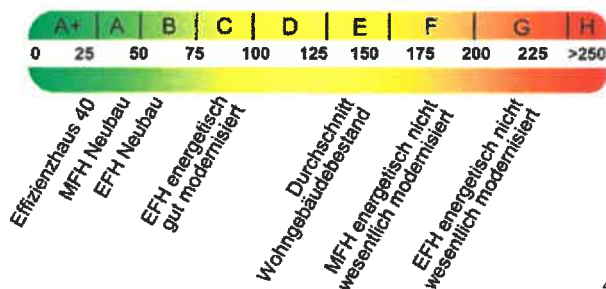 A+ A B C D E F G H
0 25 50 75 100 125 150 175 200 225 >250
Effizienzhaus 40
MFH Neubau
EFH Neubau
EFH energetisch
gut modernisiert
Durchschnitt
Wohngebäudebestand
MFH energetisch nicht
wesentlich modernisiert
EFH energetisch nicht
wesentlich modernisiert